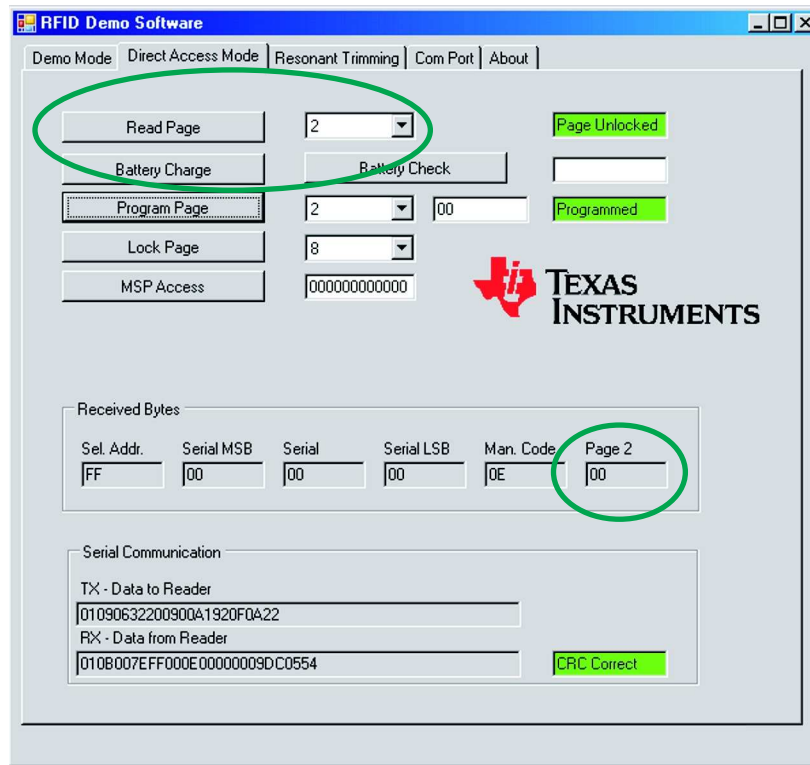 RFID Demo Software
Demo Mode Direct Access Mode Resonant Trimming Com Port About
Read Page 2 Page Unlocked
Battery Charge Battery Check
Program Page 2 00 Programmed
Lock Page 8
MSP Access 000000000000
TEXAS
INSTRUMENTS
Received Bytes
Sel. Addr. Serial MSB Serial Serial LSB Man. Code Page 2
FF 00 00 00 0E 00
Serial Communication
TX - Data to Reader
01090632200900A1920F0A22
RX - Data from Reader
010B007EFF000E00000009DC0554 CRC Correct